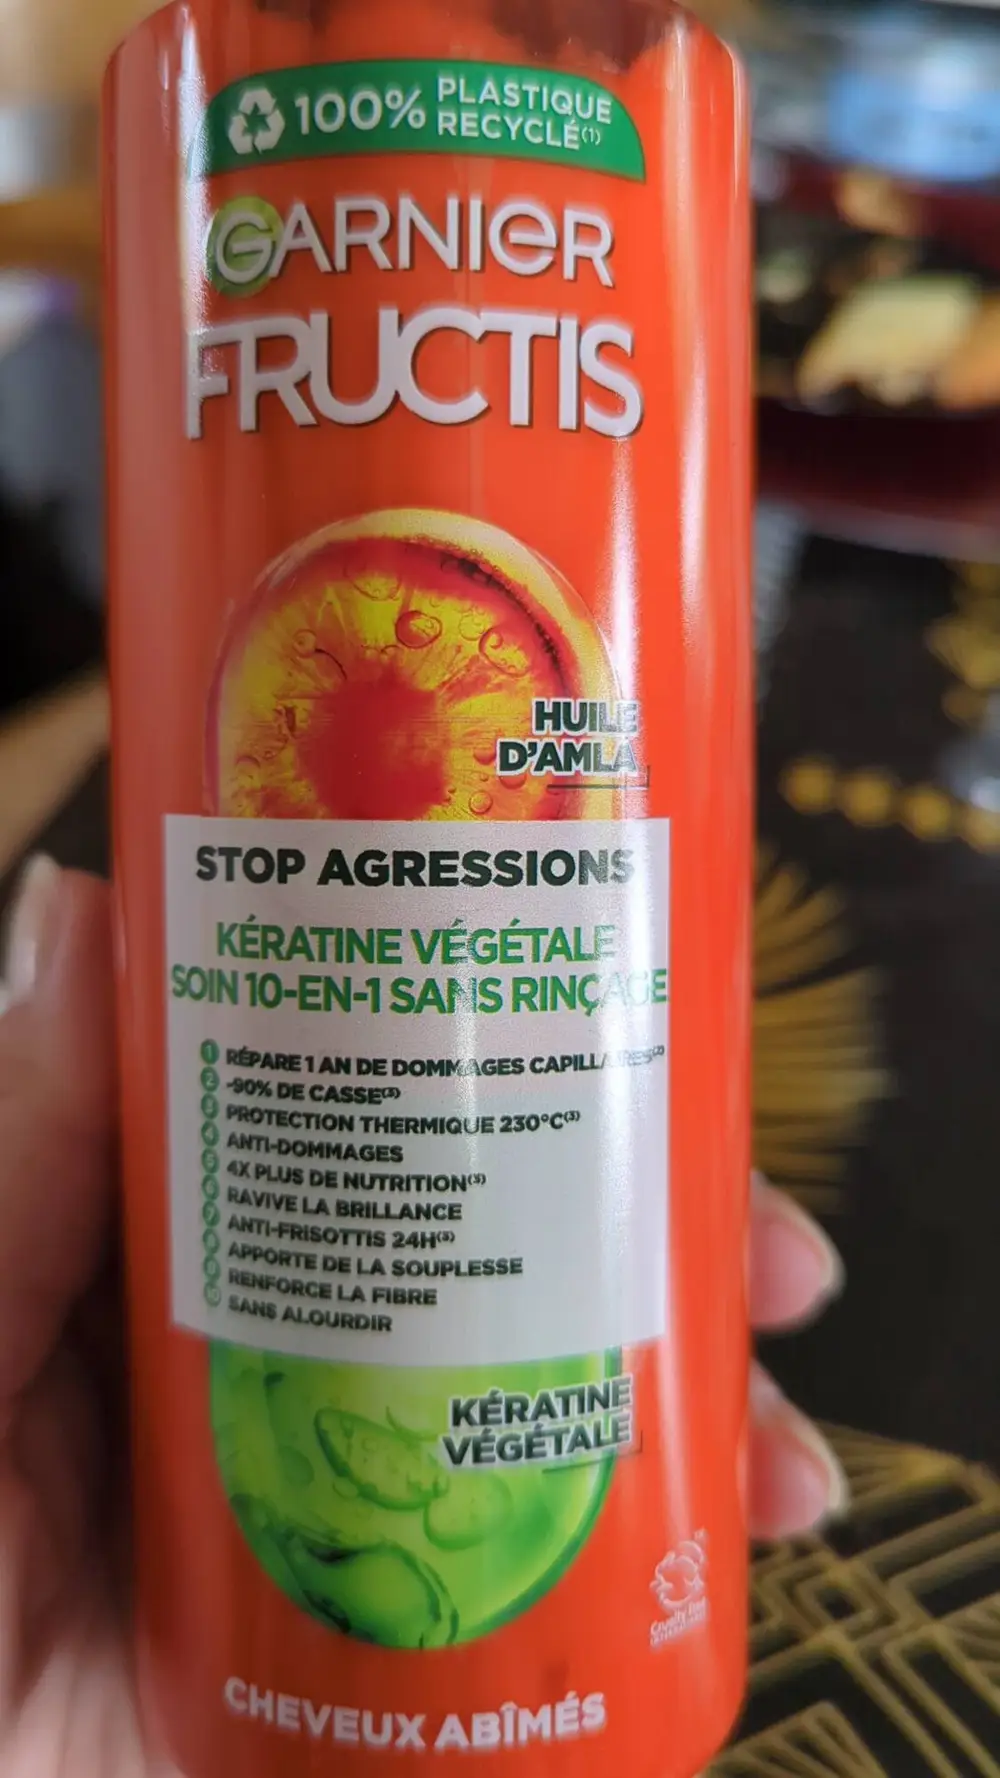 100% PLASTIQUE
RECYCLÉ(1)
GARNIER
FRUCTIS
HUILE
D'AMLA
STOP AGRESSIONS
KÉRATINE VÉGÉTALE
SOIN 10-EN-1 SANS RINÇAGE
1 RÉPARE 1 AN DE DOMMAGES CAPILLAIRES(2)
2 -90% DE CASSE(3)
3 PROTECTION THERMIQUE 230°C(3)
4 ANTI-DOMMAGES
5 4X PLUS DE NUTRITION(3)
6 RAVIVE LA BRILLANCE
7 ANTI-FRISOTTIS 24H(3)
8 APPORTE DE LA SOUPLESSE
9 RENFORCE LA FIBRE
10 SANS ALOURDIR
KÉRATINE
VÉGÉTALE
Cruelty Free
INTERNATIONAL
CHEVEUX ABÎMÉS